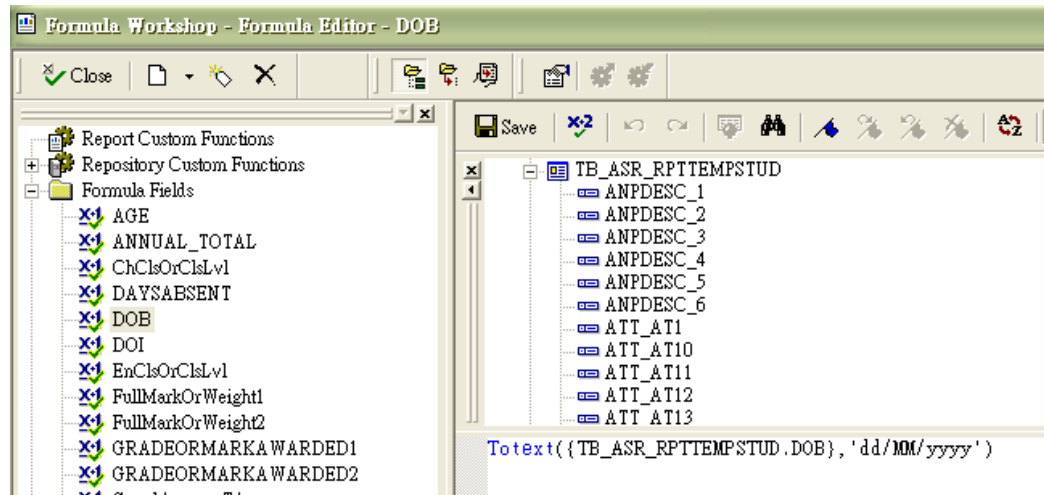 Formula Workshop - Formula Editor - DOB
Close
Report Custom Functions
Repository Custom Functions
Formula Fields
AGE
ANNUAL_TOTAL
ChClsOrClsLvl
DAYSABSENT
DOB
DOI
EnClsOrClsLvl
FullMarkOrWeight1
FullMarkOrWeight2
GRADEORMARKAWARDED1
GRADEORMARKAWARDED2
Save
TB_ASR_RPTTEMPSTUD
ANPDESC_1
ANPDESC_2
ANPDESC_3
ANPDESC_4
ANPDESC_5
ANPDESC_6
ATT_AT1
ATT_AT10
ATT_AT11
ATT_AT12
ATT_AT13
Totext({TB_ASR_RPTTEMPSTUD.DOB},'dd/MM/yyyy')